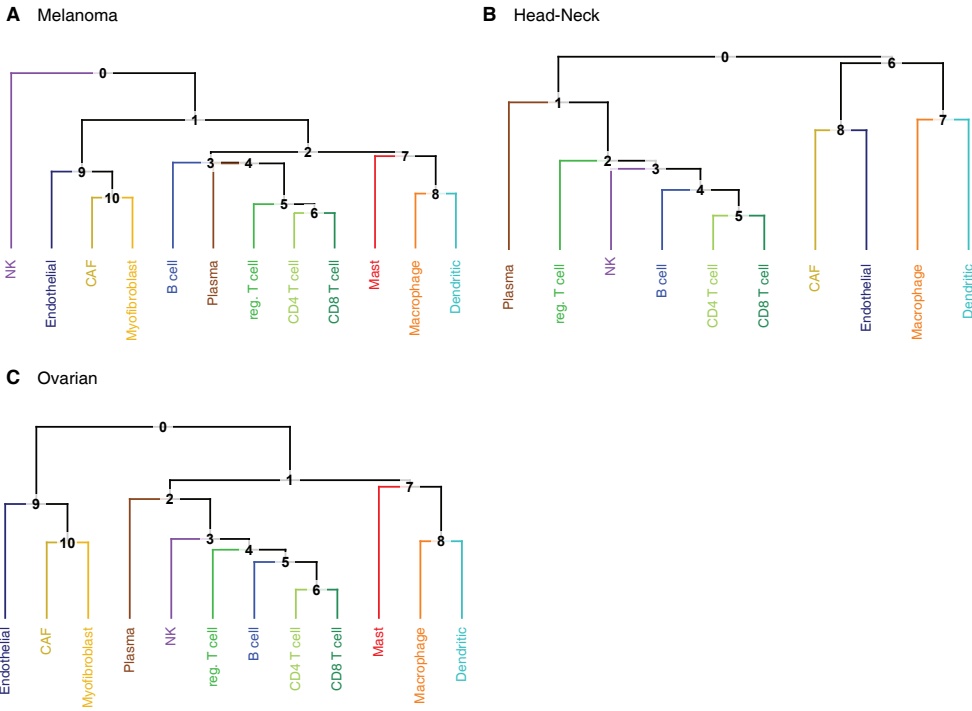 A Melanoma
0
1
2
3
4
7
9
8
10
5
6
NK
Endothelial
CAF
Myofibroblast
B cell
Plasma
reg. T cell
CD4 T cell
CD8 T cell
Mast
Macrophage
Dendritic
B Head-Neck
0
6
1
7
8
2
3
4
5
Plasma
reg. T cell
NK
B cell
CD4 T cell
CD8 T cell
CAF
Endothelial
Macrophage
Dendritic
C Ovarian
0
1
7
2
9
3
10
8
4
5
6
Endothelial
CAF
Myofibroblast
Plasma
NK
reg. T cell
B cell
CD4 T cell
CD8 T cell
Mast
Macrophage
Dendritic